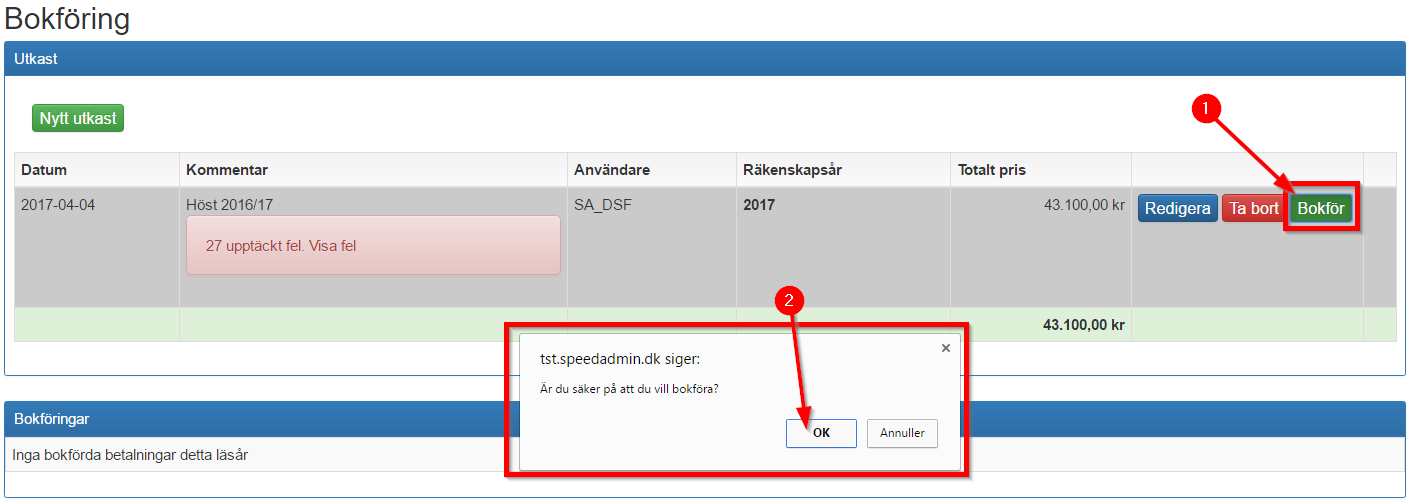 Bokföring
Utkast
Nytt utkast
1
Datum Kommentar Användare Räkenskapsår Totalt pris
2017-04-04 Höst 2016/17 SA_DSF 2017 43.100,00 kr Redigera Ta bort Bokför
27 upptäckt fel. Visa fel
2
43.100,00 kr
tst.speedadmin.dk siger: ×
Är du säker på att du vill bokföra?
OK Annuller
Bokföringar
Inga bokförda betalningar detta läsår